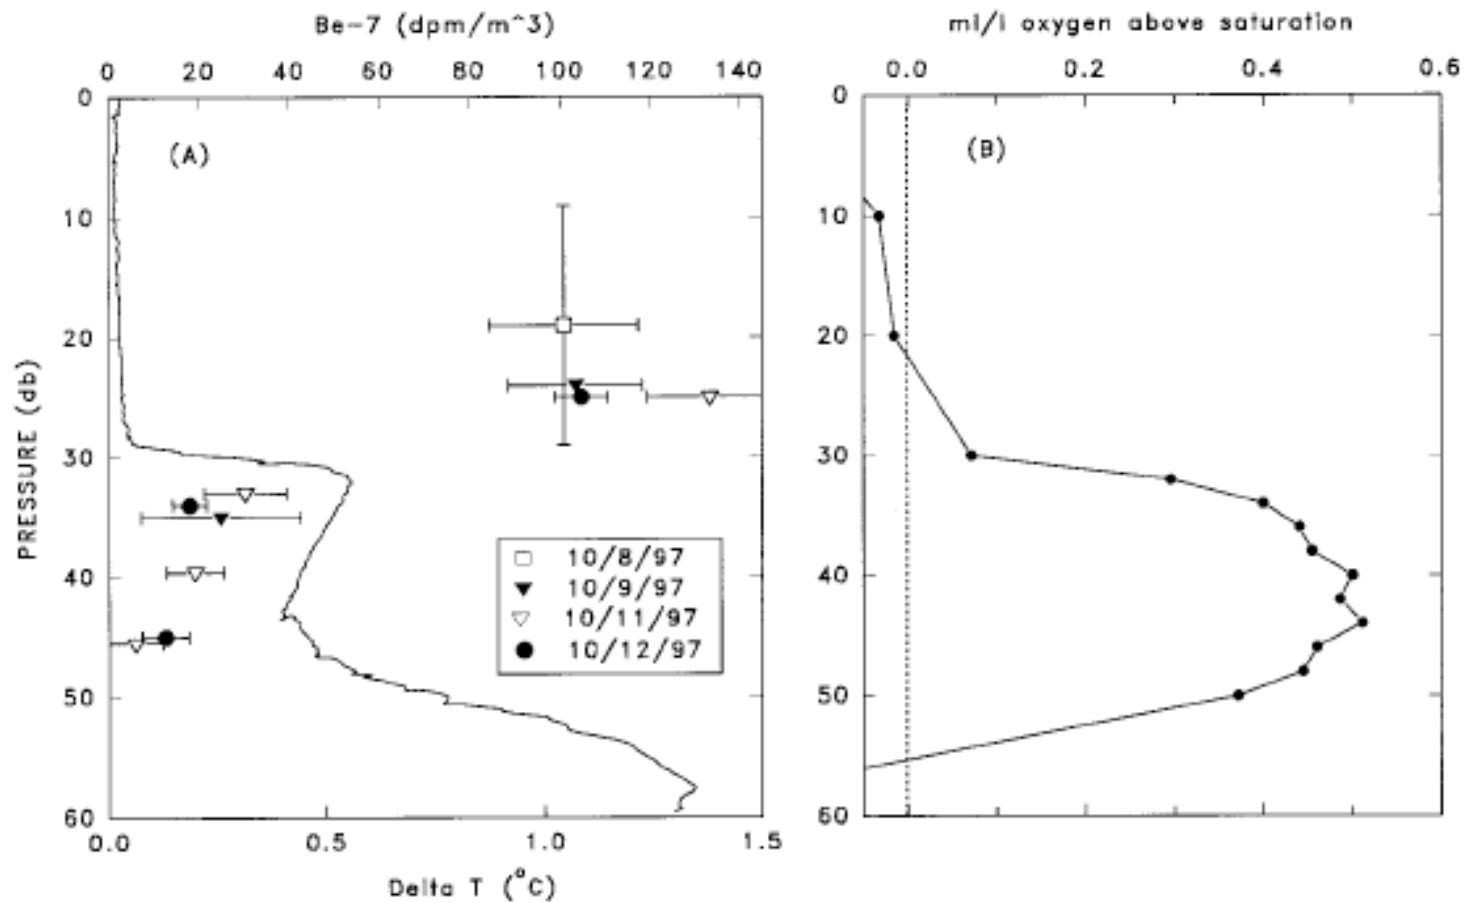 Be-7 (dpm/m^3)
0 20 40 60 80 100 120 140
0
10
20
30
40
50
60
PRESSURE (db)
(A)
10/8/97
10/9/97
10/11/97
10/12/97
0.0 0.5 1.0 1.5
Delta T (°C)
ml/l oxygen above saturation
0.0 0.2 0.4 0.6
0
10
20
30
40
50
60
(B)